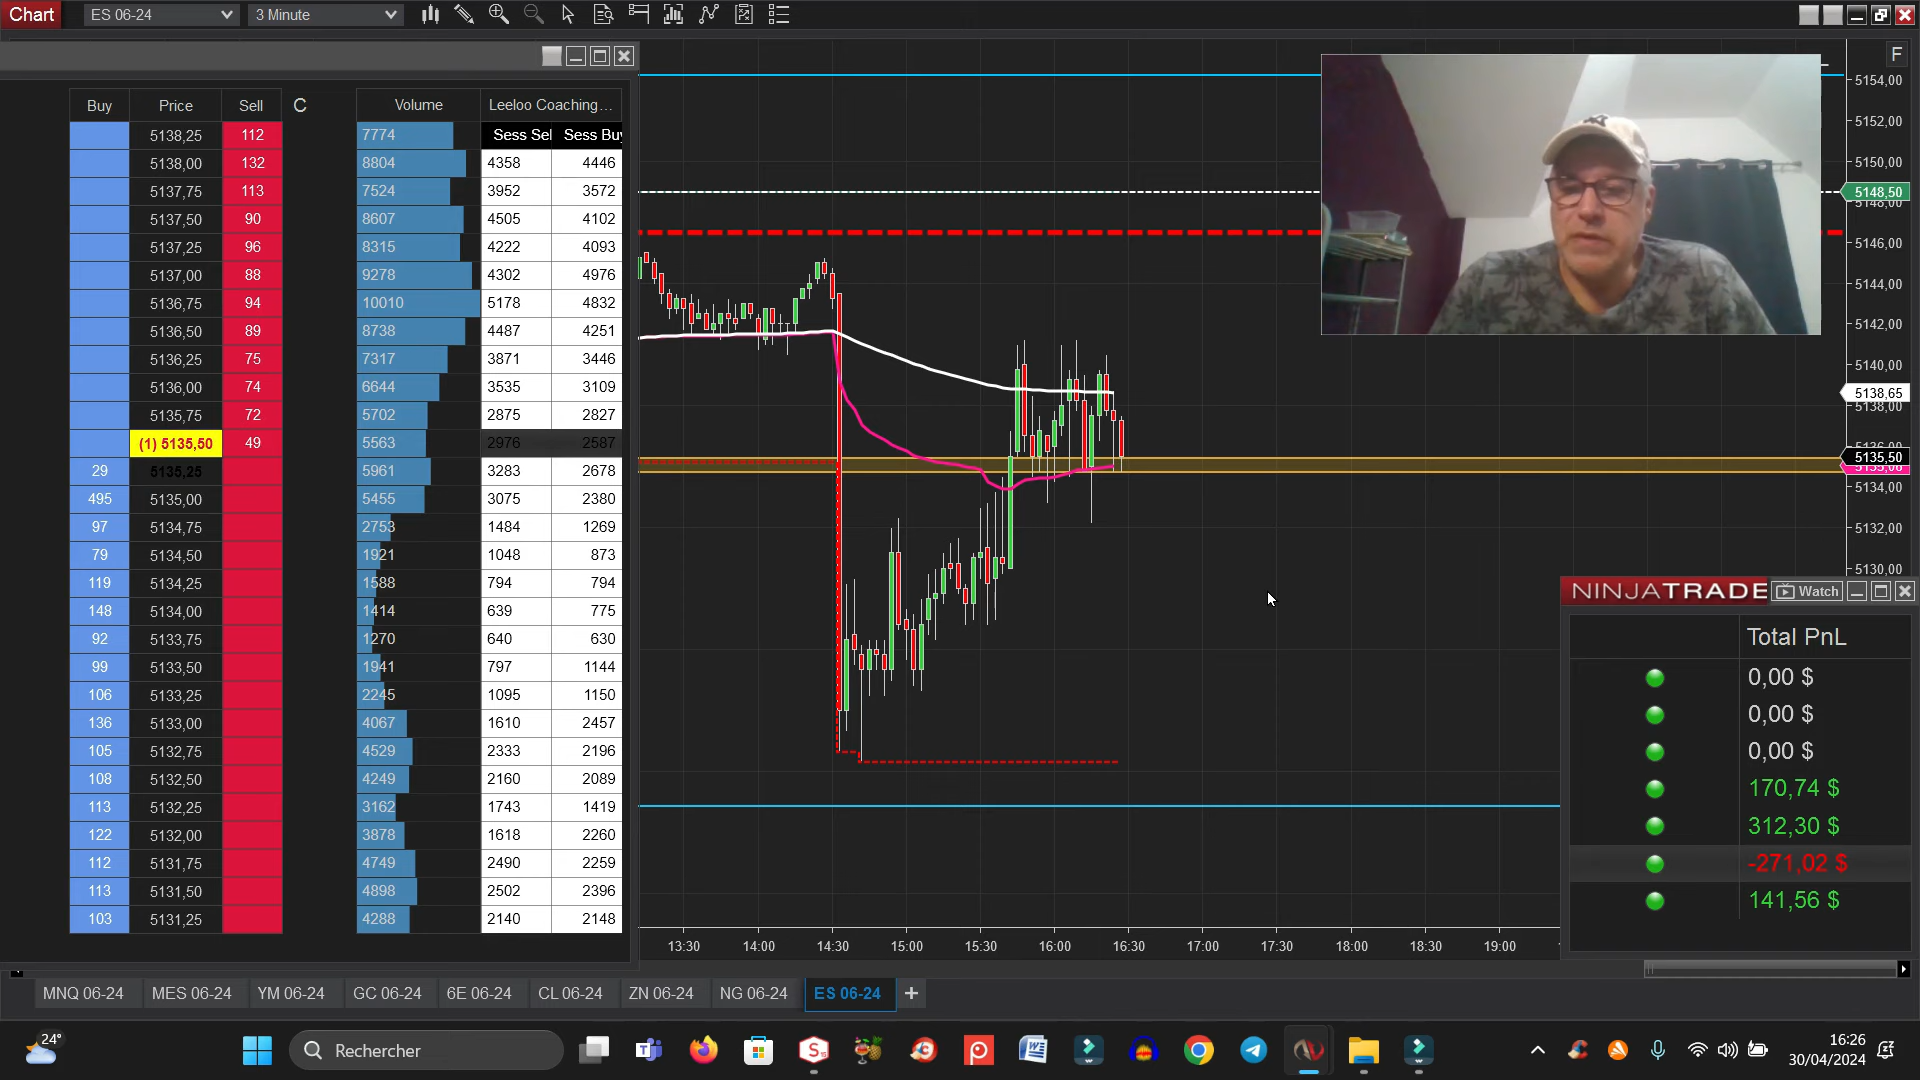 Chart
ES 06-24
3 Minute
F
Buy Price Sell C Volume Leeloo Coaching...
5138,25 112 7774 Sess Sel Sess Buy
5138,00 132 8804 4358 4446
5137,75 113 7524 3952 3572
5137,50 90 8607 4505 4102
5137,25 96 8315 4222 4093
5137,00 88 9278 4302 4976
5136,75 94 10010 5178 4832
5136,50 89 8738 4487 4251
5136,25 75 7317 3871 3446
5136,00 74 6644 3535 3109
5135,75 72 5702 2875 2827
(1) 5135,50 49 5563 2976 2587
29 5135,25 5961 3283 2678
495 5135,00 5455 3075 2380
97 5134,75 2753 1484 1269
79 5134,50 1921 1048 873
119 5134,25 1588 794 794
148 5134,00 1414 639 775
92 5133,75 1270 640 630
99 5133,50 1941 797 1144
106 5133,25 2245 1095 1150
136 5133,00 4067 1610 2457
105 5132,75 4529 2333 2196
108 5132,50 4249 2160 2089
113 5132,25 3162 1743 1419
122 5132,00 3878 1618 2260
112 5131,75 4749 2490 2259
113 5131,50 4898 2502 2396
103 5131,25 4288 2140 2148
5154,00
5152,00
5150,00
5148,50
5148,00
5146,00
5144,00
5142,00
5140,00
5138,65
5138,00
5136,00
5135,50
5134,00
5132,00
5130,00
NINJATRADE Watch
Total PnL
0,00 $
0,00 $
0,00 $
170,74 $
312,30 $
-271,02 $
141,56 $
13:30 14:00 14:30 15:00 15:30 16:00 16:30 17:00 17:30 18:00 18:30 19:00
MNQ 06-24 MES 06-24 YM 06-24 GC 06-24 6E 06-24 CL 06-24 ZN 06-24 NG 06-24 ES 06-24 +
24°
Rechercher
16:26
30/04/2024